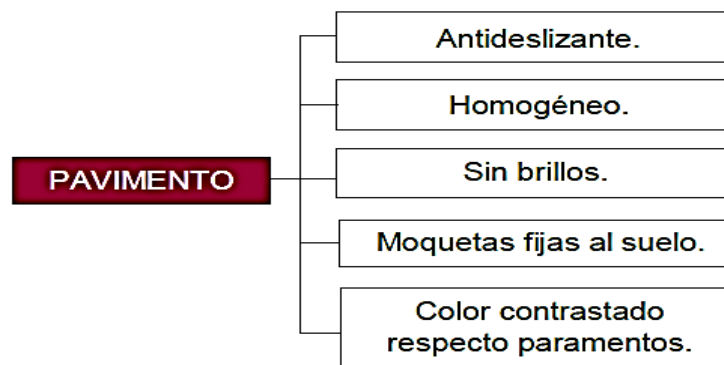 Antideslizante.
Homogéneo.
PAVIMENTO
Sin brillos.
Moquetas fijas al suelo.
Color contrastado
respecto paramentos.